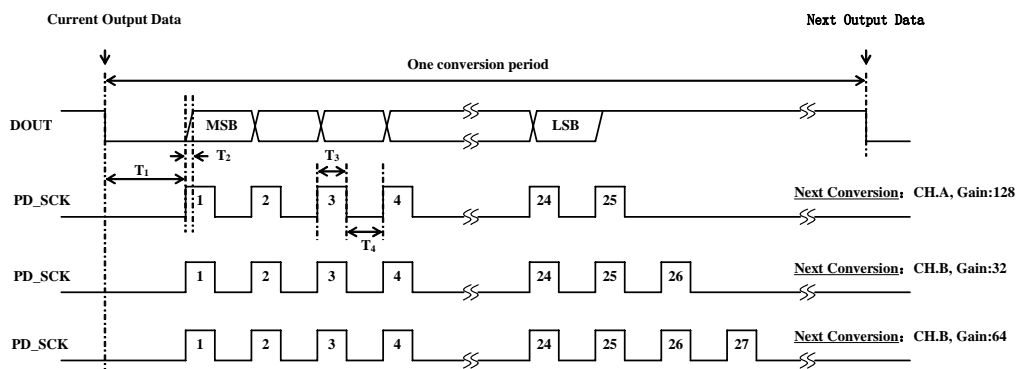 Current Output Data
Next Output Data
One conversion period
DOUT
MSB
LSB
T1
T2
T3
PD_SCK
1 2 3 4 24 25
Next Conversion： CH.A, Gain:128
T4
PD_SCK
1 2 3 4 24 25 26
Next Conversion： CH.B, Gain:32
PD_SCK
1 2 3 4 24 25 26 27
Next Conversion： CH.B, Gain:64